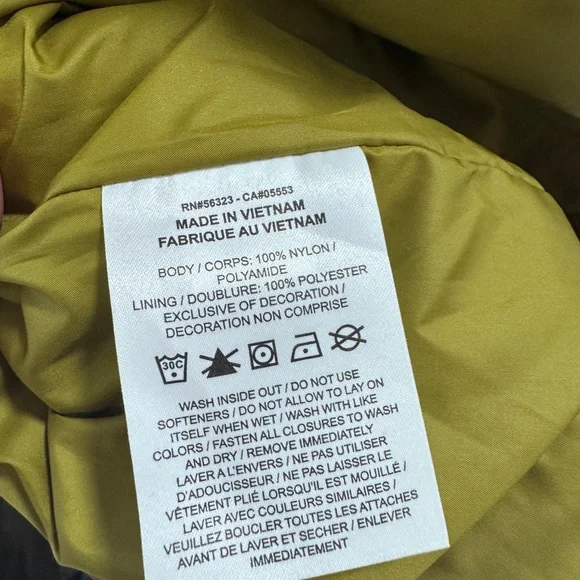 RN#56323 - CA#05553
MADE IN VIETNAM
FABRIQUE AU VIETNAM
BODY / CORPS: 100% NYLON /
POLYAMIDE
LINING / DOUBLURE: 100% POLYESTER
EXCLUSIVE OF DECORATION /
DECORATION NON COMPRISE
30C
WASH INSIDE OUT / DO NOT USE
SOFTENERS / DO NOT ALLOW TO LAY ON
ITSELF WHEN WET / WASH WITH LIKE
COLORS / FASTEN ALL CLOSURES TO WASH
AND DRY / REMOVE IMMEDIATELY
LAVER A L'ENVERS / NE PAS UTILISER
D'ADOUCISSEUR / NE PAS LAISSER LE
VÊTEMENT PLIÉ LORSQU'IL EST MOUILLÉ /
LAVER AVEC COULEURS SIMILAIRES /
VEUILLEZ BOUCLER TOUTES LES ATTACHES
AVANT DE LAVER ET SECHER / ENLEVER
IMMEDIATEMENT